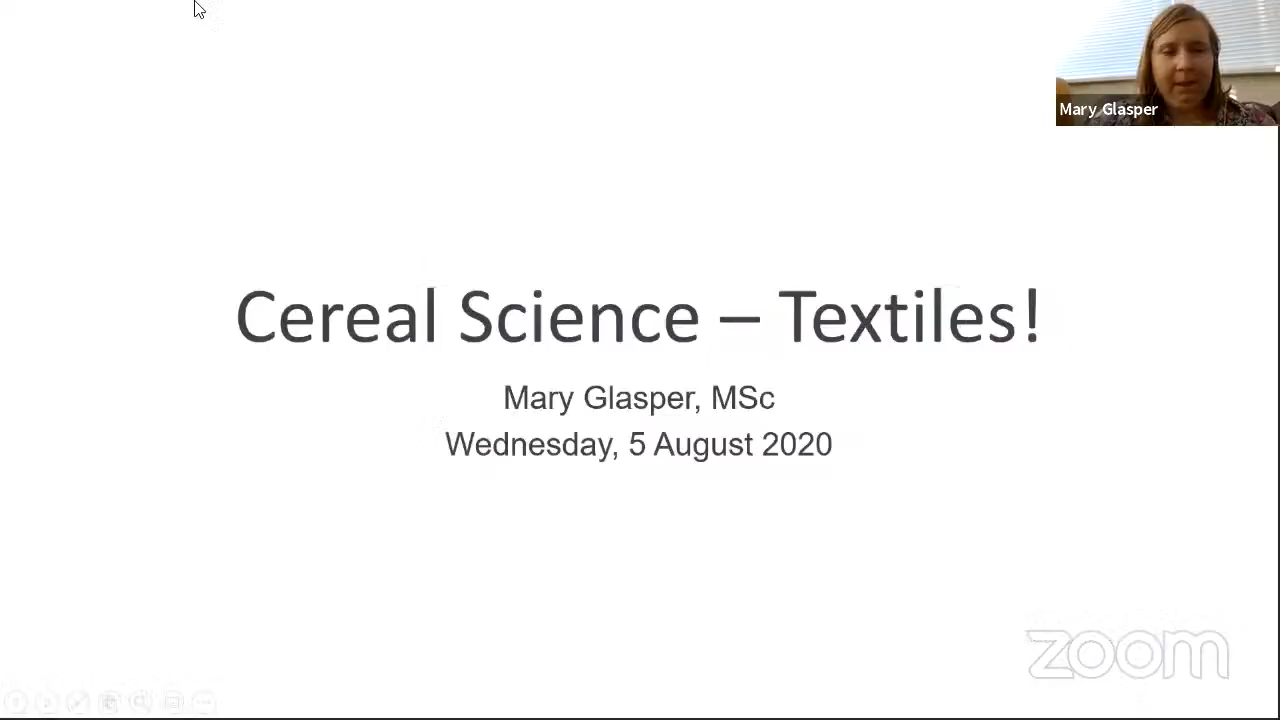 Mary Glasper
Cereal Science – Textiles!
Mary Glasper, MSc
Wednesday, 5 August 2020
zoom